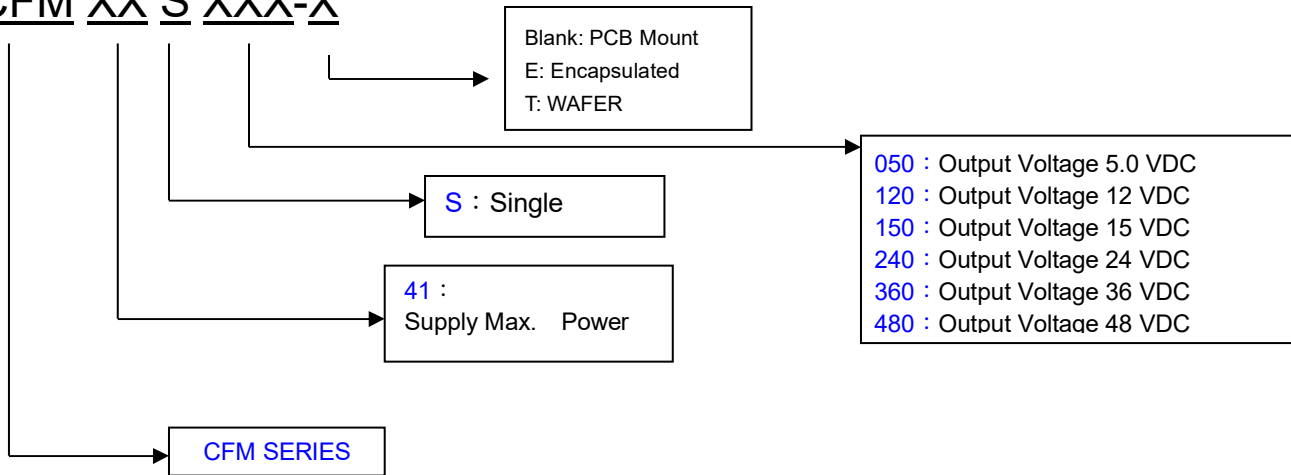 CFM XX S XXX-X
Blank: PCB Mount
E: Encapsulated
T: WAFER
050：Output Voltage 5.0 VDC
120：Output Voltage 12 VDC
150：Output Voltage 15 VDC
240：Output Voltage 24 VDC
360：Output Voltage 36 VDC
480：Output Voltage 48 VDC
S：Single
41：
Supply Max. Power
CFM SERIES